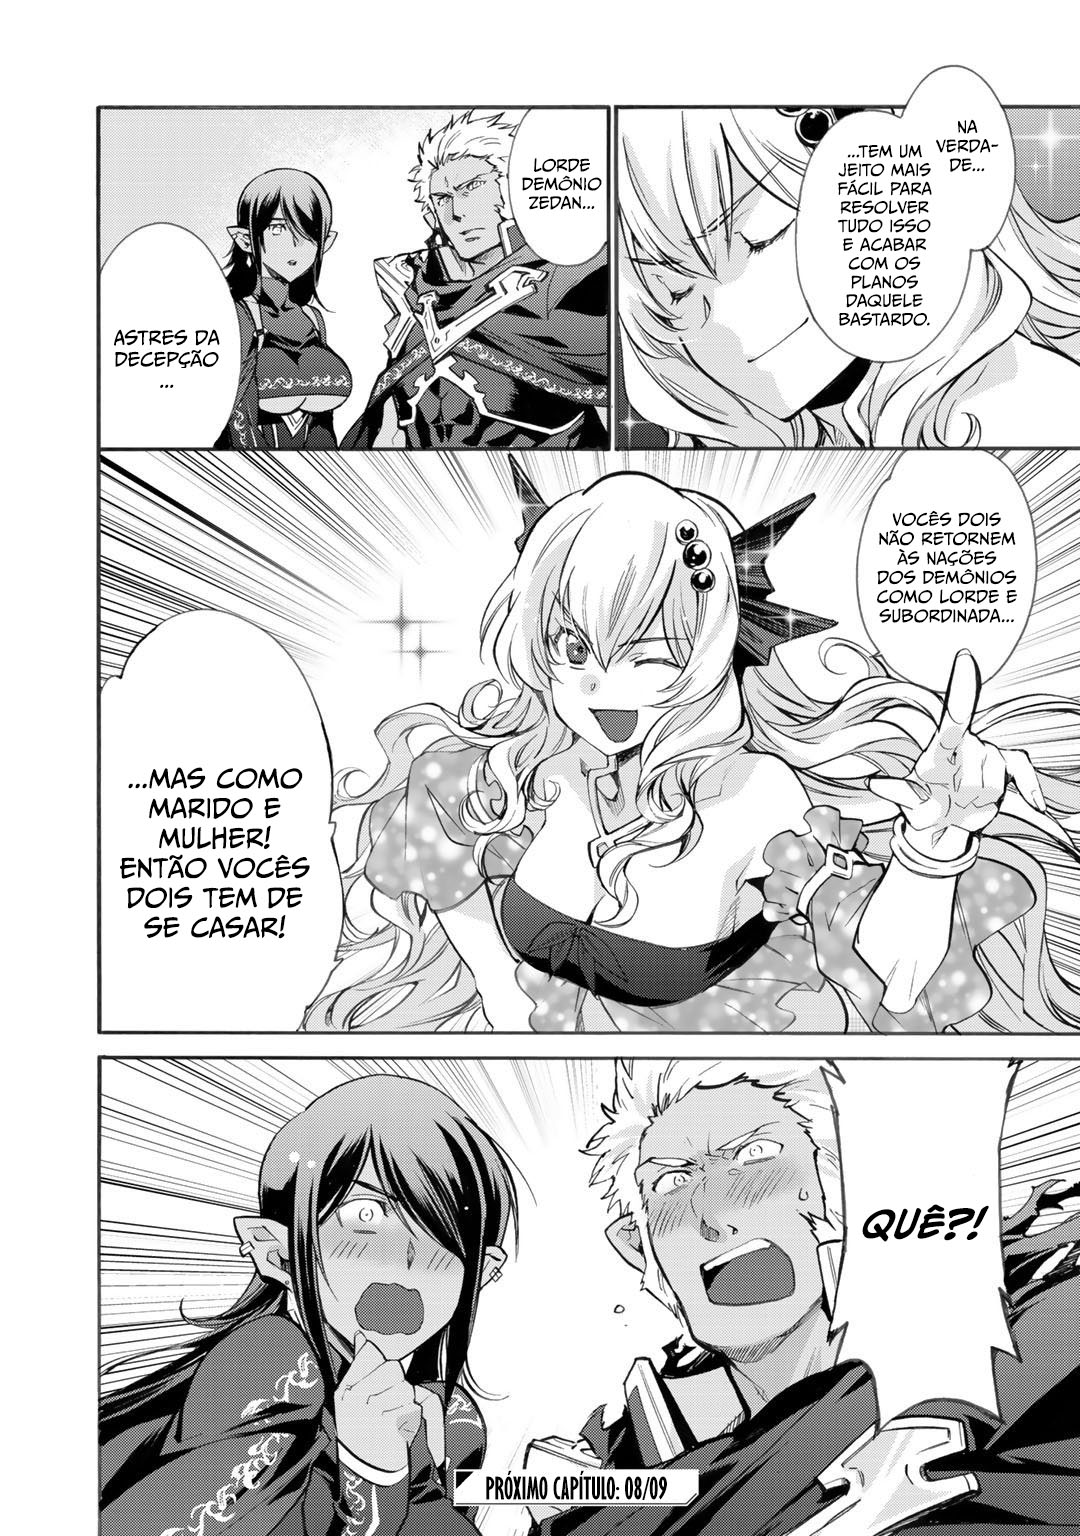 NA
VERDA-
DE...
...TEM UM
JEITO MAIS
FÁCIL PARA
RESOLVER
TUDO ISSO
E ACABAR
COM OS
PLANOS
DAQUELE
BASTARDO.
LORDE
DEMÔNIO
ZEDAN...
ASTRES DA
DECEPÇÃO
...
VOCÊS DOIS
NÃO RETORNEM
ÀS NAÇÕES
DOS DEMÔNIOS
COMO LORDE E
SUBORDINADA...
...MAS COMO
MARIDO E
MULHER!
ENTÃO VOCÊS
DOIS TEM DE
SE CASAR!
QUÊ?!
PRÓXIMO CAPÍTULO: 08/09